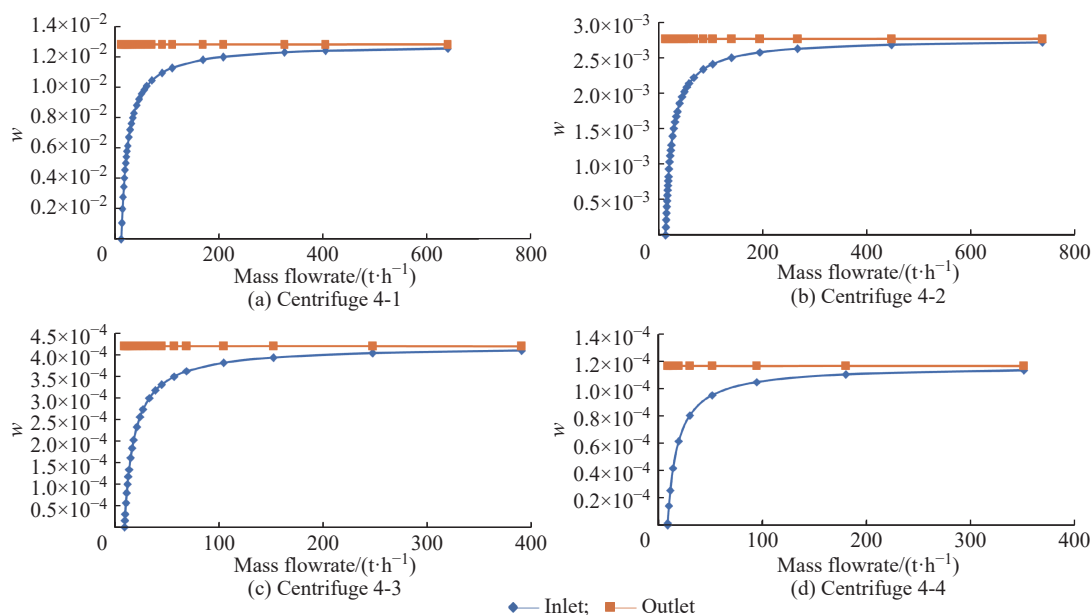 1.4×10⁻²
1.2×10⁻²
1.0×10⁻²
0.8×10⁻²
0.6×10⁻²
0.4×10⁻²
0.2×10⁻²
w
0 200 400 600 800
Mass flowrate/(t·h⁻¹)
(a) Centrifuge 4-1
3.0×10⁻³
2.5×10⁻³
2.0×10⁻³
1.5×10⁻³
1.0×10⁻³
0.5×10⁻³
w
0 200 400 600 800
Mass flowrate/(t·h⁻¹)
(b) Centrifuge 4-2
4.5×10⁻⁴
4.0×10⁻⁴
3.5×10⁻⁴
3.0×10⁻⁴
2.5×10⁻⁴
2.0×10⁻⁴
1.5×10⁻⁴
1.0×10⁻⁴
0.5×10⁻⁴
w
0 100 200 300 400
Mass flowrate/(t·h⁻¹)
(c) Centrifuge 4-3
1.4×10⁻⁴
1.2×10⁻⁴
1.0×10⁻⁴
0.8×10⁻⁴
0.6×10⁻⁴
0.4×10⁻⁴
0.2×10⁻⁴
w
0 100 200 300 400
Mass flowrate/(t·h⁻¹)
(d) Centrifuge 4-4
Inlet; Outlet